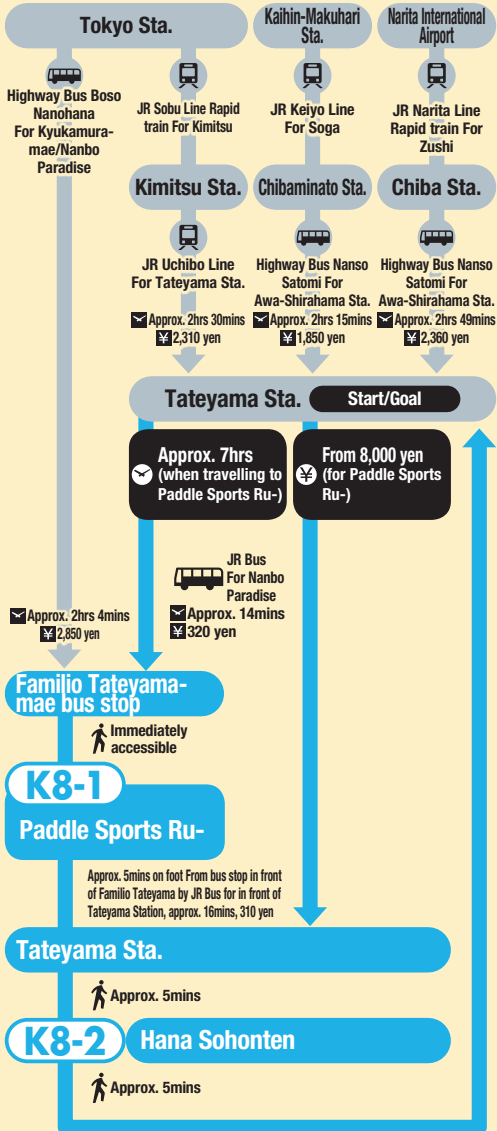 Tokyo Sta.
Kaihin-Makuhari
Sta.
Narita International
Airport
Highway Bus Boso
Nanohana
For Kyukamura-
mae/Nanbo
Paradise
JR Sobu Line Rapid
train For Kimitsu
JR Keiyo Line
For Soga
JR Narita Line
Rapid train For
Zushi
Kimitsu Sta.
Chibaminato Sta.
Chiba Sta.
JR Uchibo Line
For Tateyama Sta.
Approx. 2hrs 30mins
¥ 2,310 yen
Highway Bus Nanso
Satomi For
Awa-Shirahama Sta.
Approx. 2hrs 15mins
¥ 1,850 yen
Highway Bus Nanso
Satomi For
Awa-Shirahama Sta.
Approx. 2hrs 49mins
¥ 2,360 yen
Tateyama Sta.
Start/Goal
Approx. 7hrs
(when travelling to
Paddle Sports Ru-)
¥ From 8,000 yen
(for Paddle Sports
Ru-)
JR Bus
For Nanbo
Paradise
Approx. 14mins
¥ 320 yen
Approx. 2hrs 4mins
¥ 2,850 yen
Familio Tateyama-
mae bus stop
Immediately
accessible
K8-1
Paddle Sports Ru-
Approx. 5mins on foot From bus stop in front
of Familio Tateyama by JR Bus for in front of
Tateyama Station, approx. 16mins, 310 yen
Tateyama Sta.
Approx. 5mins
K8-2
Hana Sohonten
Approx. 5mins